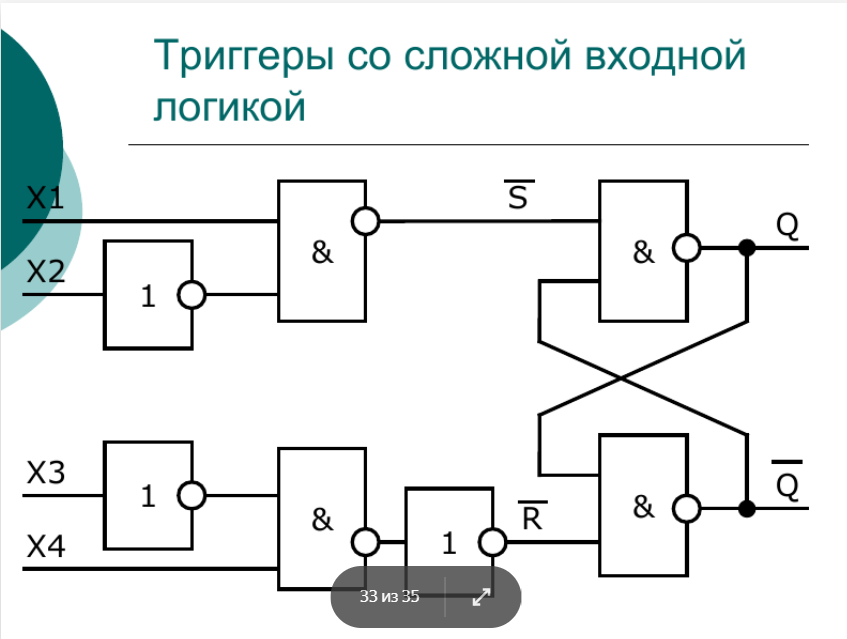 Триггеры со сложной входной
логикой
X1
S̅
Q
&
&
X2
1
X3
Q̅
1
&
R̅
&
X4
1
33 из 35